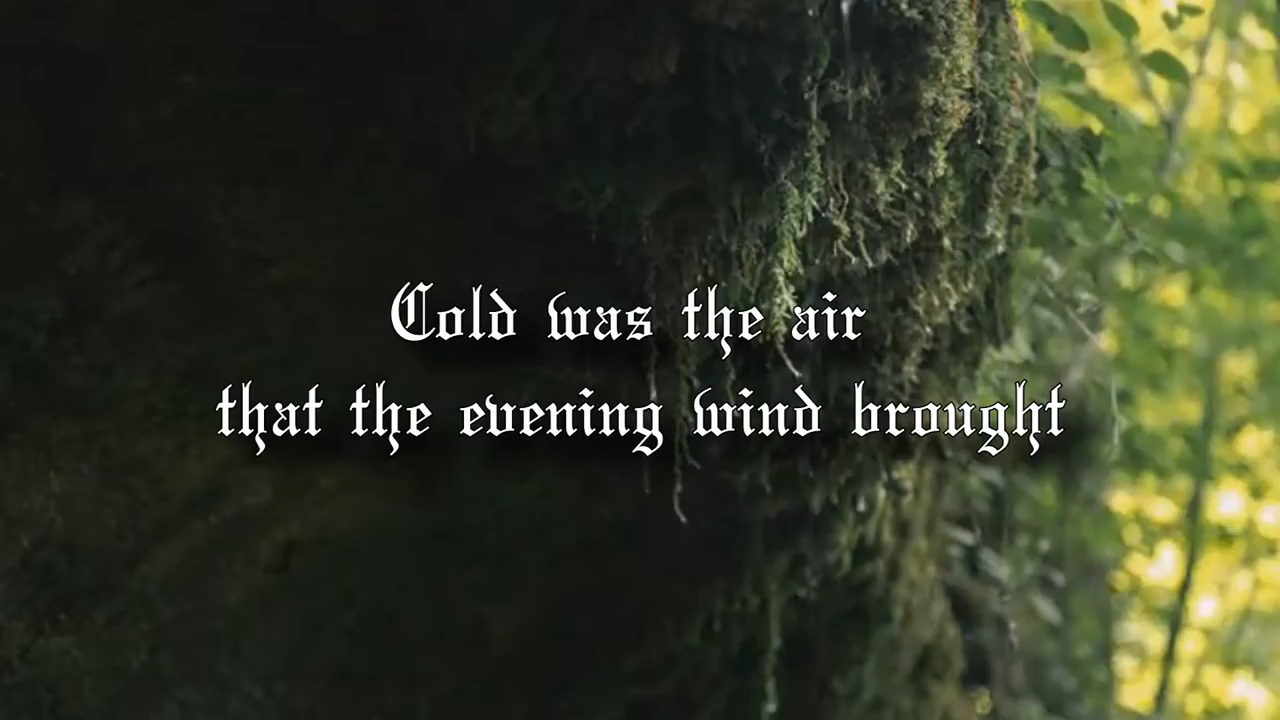 Cold was the air
that the evening wind brought